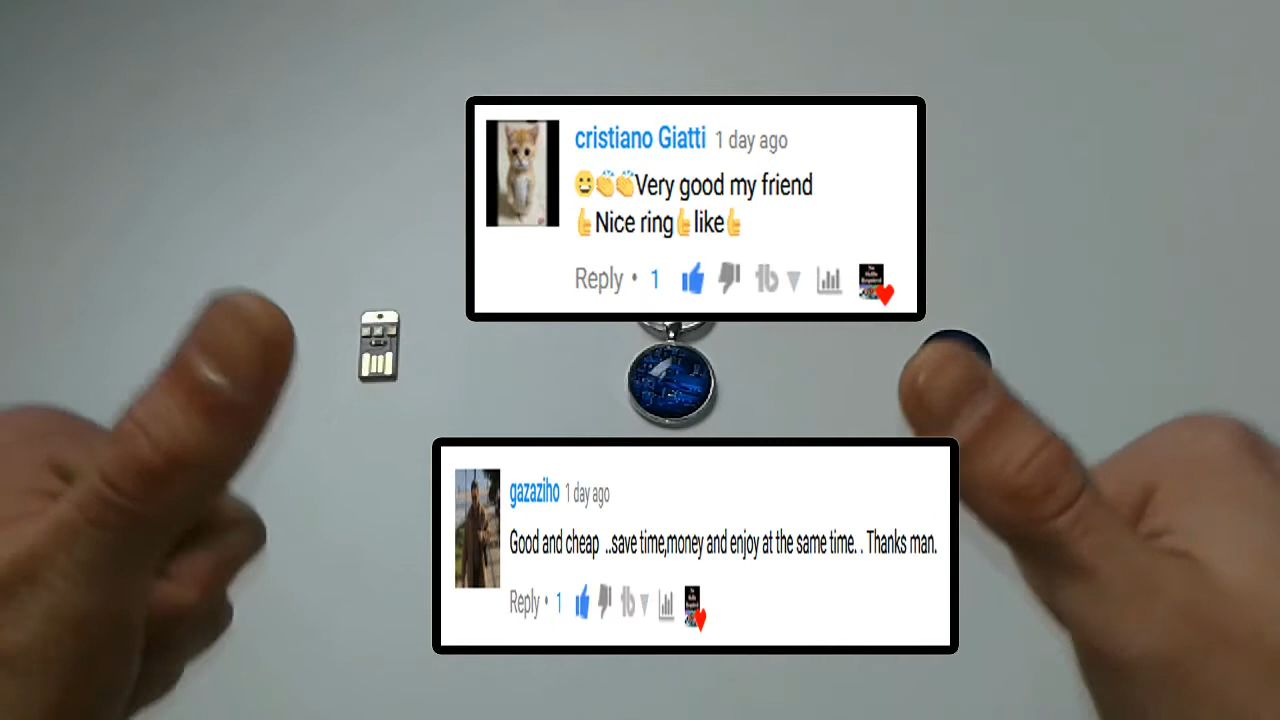 cristiano Giatti 1 day ago
😀👏👏Very good my friend
👍Nice ring👍like👍
Reply • 1
gazaziho 1 day ago
Good and cheap ..save time,money and enjoy at the same time. . Thanks man.
Reply • 1